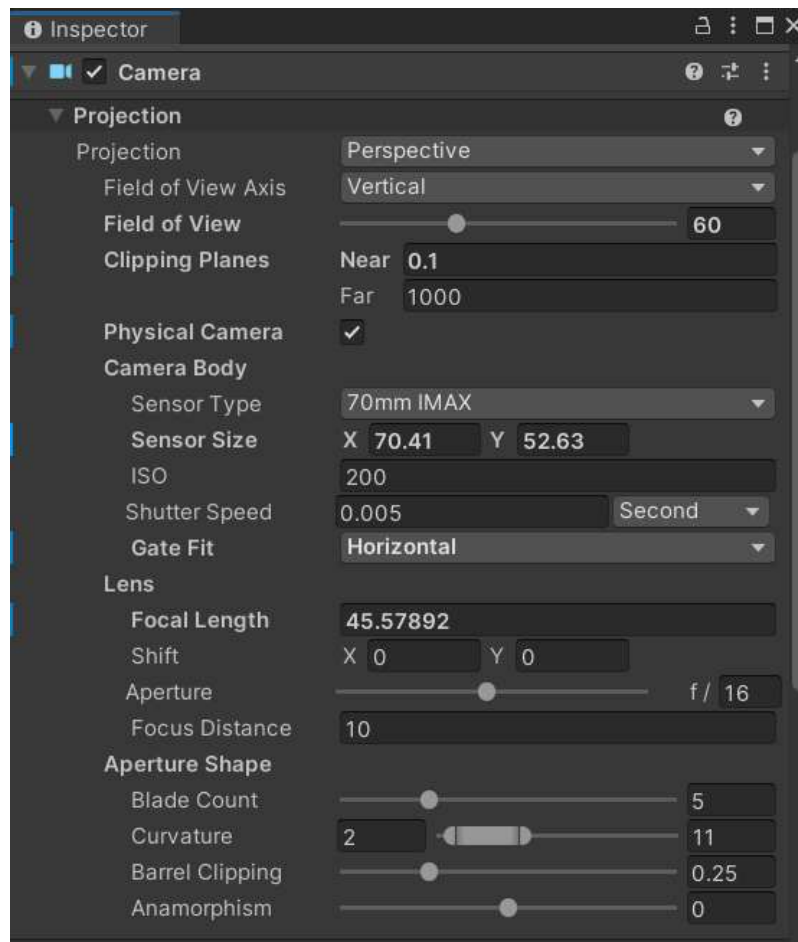 Inspector
Camera
Projection
Projection Perspective
Field of View Axis Vertical
Field of View 60
Clipping Planes Near 0.1
Far 1000
Physical Camera
Camera Body
Sensor Type 70mm IMAX
Sensor Size X 70.41 Y 52.63
ISO 200
Shutter Speed 0.005 Second
Gate Fit Horizontal
Lens
Focal Length 45.57892
Shift X 0 Y 0
Aperture f / 16
Focus Distance 10
Aperture Shape
Blade Count 5
Curvature 2 11
Barrel Clipping 0.25
Anamorphism 0